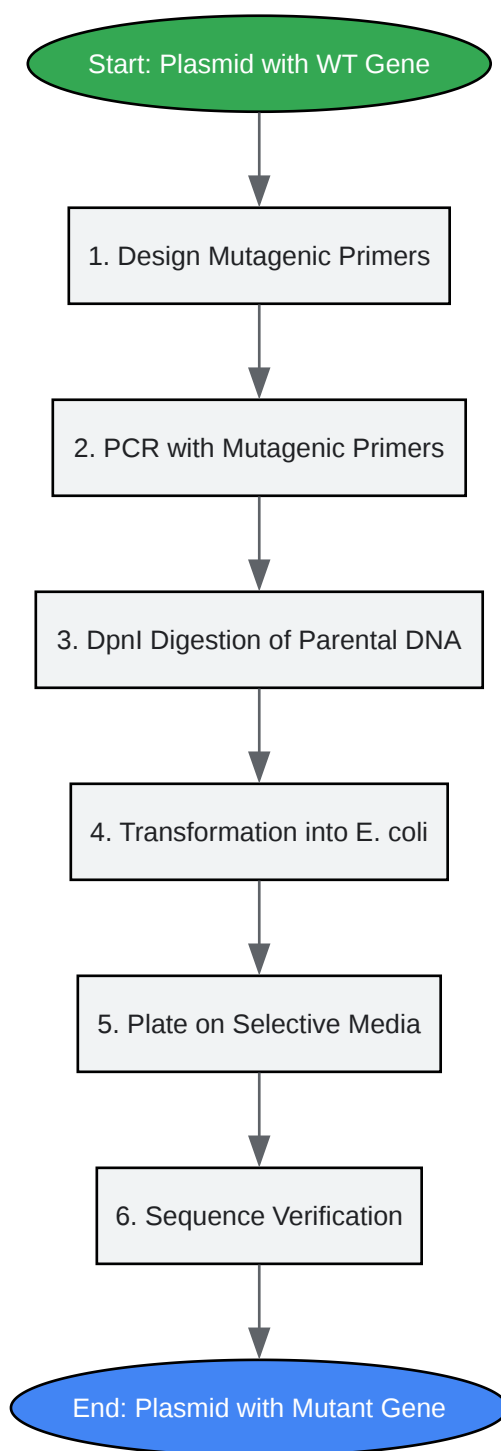 Start: Plasmid with WT Gene
1. Design Mutagenic Primers
2. PCR with Mutagenic Primers
3. DpnI Digestion of Parental DNA
4. Transformation into E. coli
5. Plate on Selective Media
6. Sequence Verification
End: Plasmid with Mutant Gene